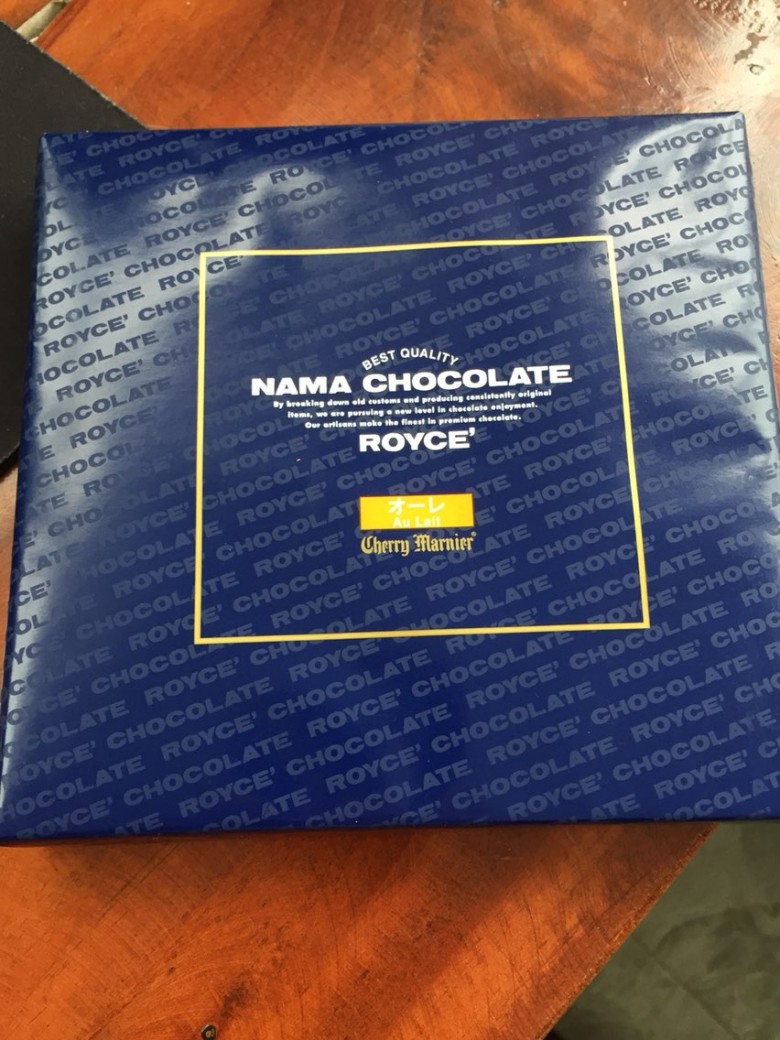 BEST QUALITY
NAMA CHOCOLATE
By breaking down old customs and producing consistently original
items, we are pursuing a new level in chocolate enjoyment.
Our artisans make the finest in premium chocolate.
ROYCE'
オーレ
Au Lait
Cherry Marnier®
ROYCE' CHOCOLATE